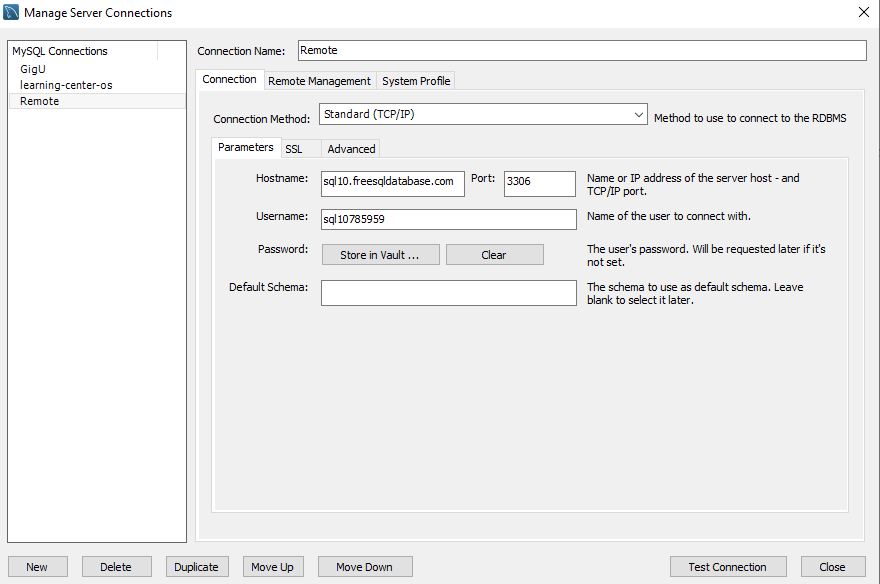 Manage Server Connections
MySQL Connections
GigU
learning-center-os
Remote
Connection Name: Remote
Connection Remote Management System Profile
Connection Method: Standard (TCP/IP) Method to use to connect to the RDBMS
Parameters SSL Advanced
Hostname: sql10.freesqldatabase.com Port: 3306 Name or IP address of the server host - and
TCP/IP port.
Username: sql10785959 Name of the user to connect with.
Password: Store in Vault ... Clear The user's password. Will be requested later if it's
not set.
Default Schema: The schema to use as default schema. Leave
blank to select it later.
New Delete Duplicate Move Up Move Down Test Connection Close